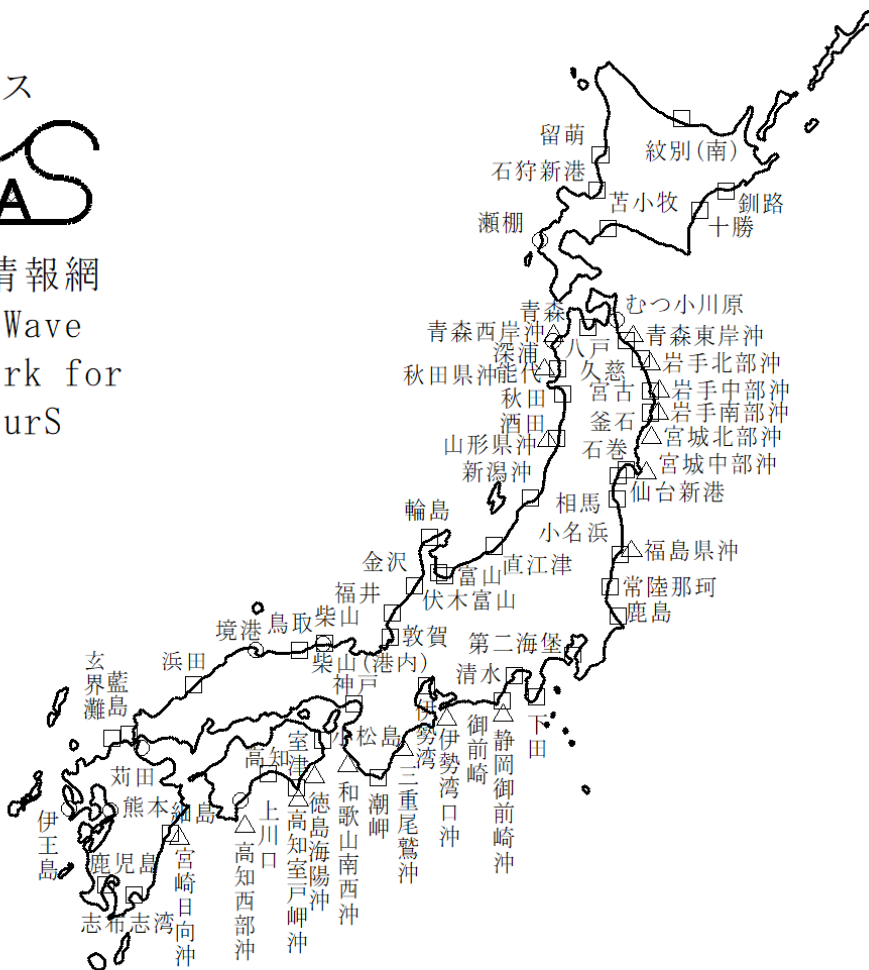 ス
AS
情報網
Wave
rk for
urS
留萌
紋別(南)
石狩新港
苫小牧
釧路
十勝
瀬棚
青森
むつ小川原
青森西岸沖
青森東岸沖
深浦
八戸
岩手北部沖
秋田県沖
能代
久慈
秋田
宮古
岩手中部沖
酒田
釜石
岩手南部沖
山形県沖
石巻
宮城北部沖
新潟沖
宮城中部沖
相馬
仙台新港
輪島
小名浜
福島県沖
金沢
富山
直江津
福井
伏木富山
常陸那珂
鹿島
境港
鳥取
柴山
敦賀
第二海堡
玄界灘
藍島
浜田
柴山(港内)
清水
神戸
伊勢湾
小松島
室津
高知
御前崎
下田
苅田
伊勢湾口沖
静岡御前崎沖
三重尾鷲沖
潮岬
和歌山南西沖
徳島海陽沖
高知室戸岬沖
上川口
高知西部沖
伊王島
熊本
細島
鹿児島
宮崎日向沖
志布志湾